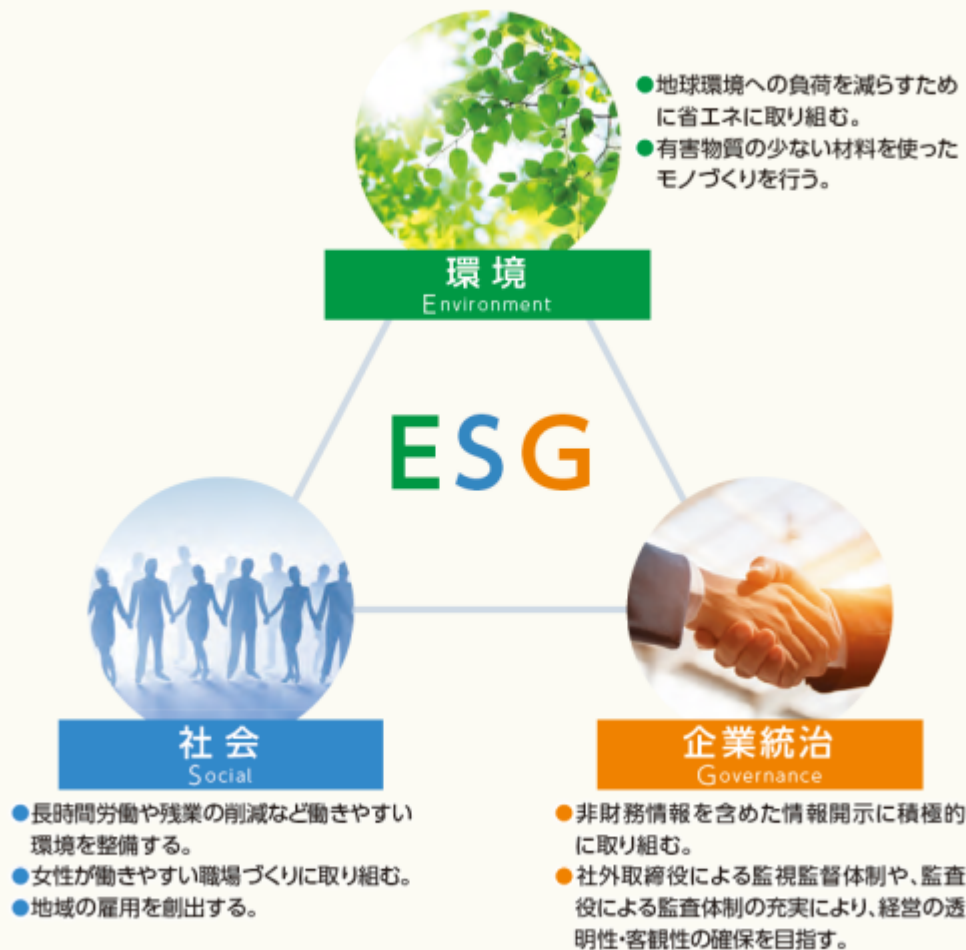 ●地球環境への負荷を減らすため
に省エネに取り組む。
●有害物質の少ない材料を使った
モノづくりを行う。
環境
Environment
ESG
社会
Social
●長時間労働や残業の削減など働きやすい
環境を整備する。
●女性が働きやすい職場づくりに取り組む。
●地域の雇用を創出する。
企業統治
Governance
●非財務情報を含めた情報開示に積極的
に取り組む。
●社外取締役による監視監督体制や、監査
役による監査体制の充実により、経営の透
明性・客観性の確保を目指す。